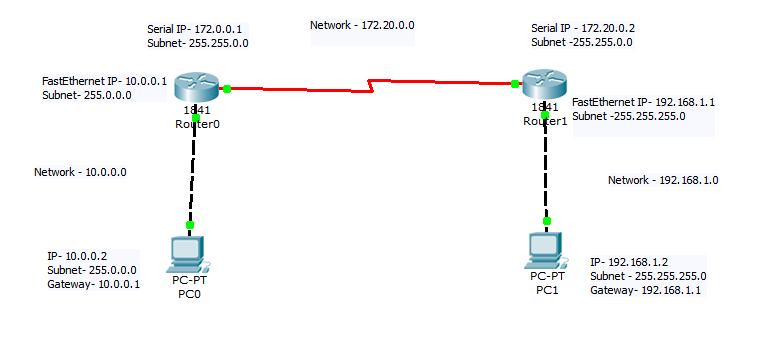 Serial IP- 172.0.0.1
Subnet- 255.255.0.0
Network - 172.20.0.0
Serial IP - 172.20.0.2
Subnet -255.255.0.0
FastEthernet IP- 10.0.0.1
Subnet- 255.0.0.0
1841
Router0
1841
Router1
FastEthernet IP- 192.168.1.1
Subnet -255.255.255.0
Network - 10.0.0.0
Network - 192.168.1.0
IP- 10.0.0.2
Subnet- 255.0.0.0
Gateway- 10.0.0.1
PC-PT
PC0
PC-PT
PC1
IP- 192.168.1.2
Subnet - 255.255.255.0
Gateway- 192.168.1.1